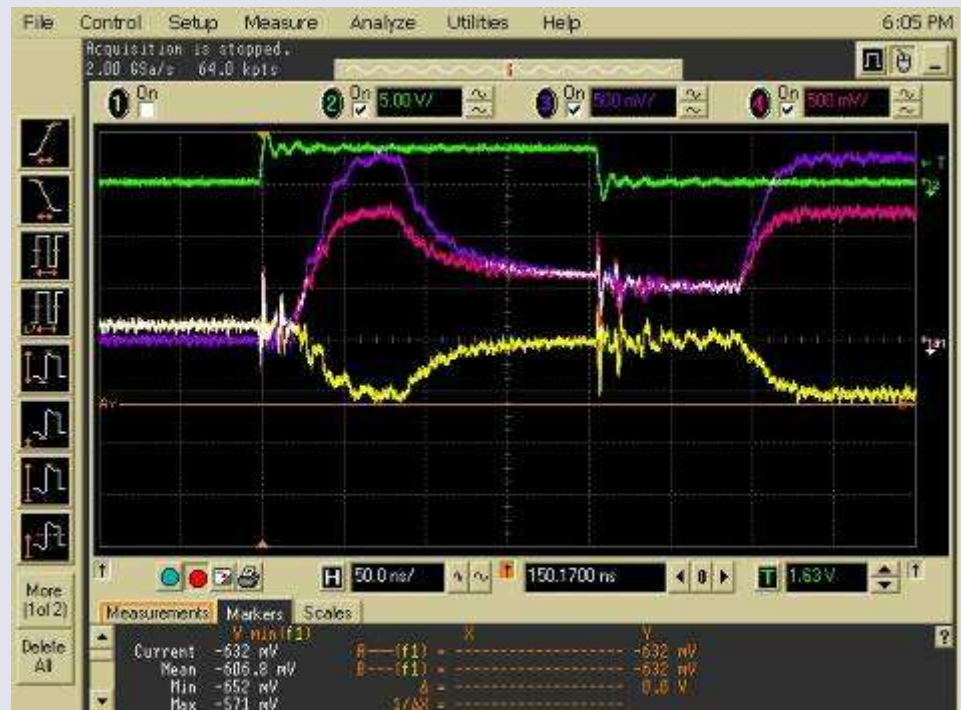 File Control Setup Measure Analyze Utilities Help 6:05 PM
Acquisition is stopped.
2.00 GSa/s 64.0 kpts
1 On 2 On 5.00 V/ 3 On 500 mV/ 4 On 500 mV/
T
More
(1of 2)
Delete
All
H 50.0 ns/ 150.1700 ns 0 T 1.63 V
Measurements Markers Scales
V min(f1) X Y
Current -632 mV A---(f1) = -632 mV
Mean -606.8 mV B---(f1) = -632 mV
Min -652 mV Δ = 0.0 V
Max -571 mV 1/ΔX =
?